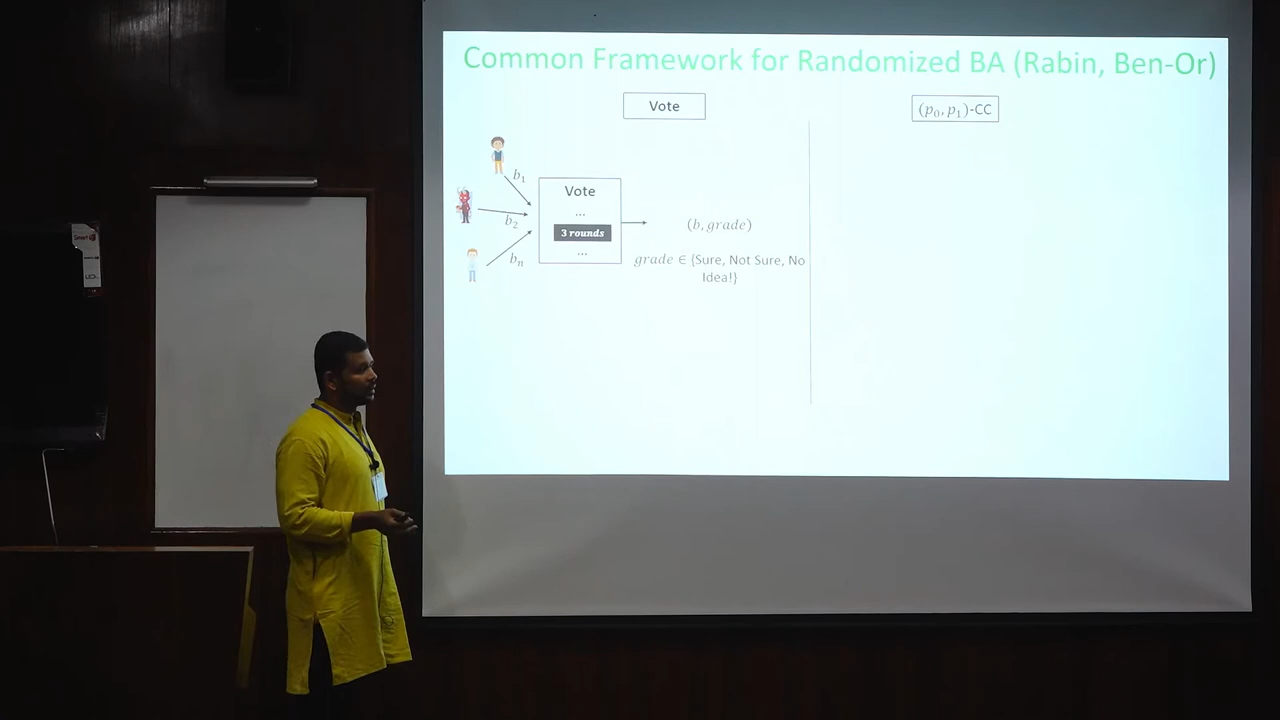 Common Framework for Randomized BA (Rabin, Ben-Or)
Vote
(p₀, p₁)-CC
b₁
b₂
bₙ
Vote
...
3 rounds
...
(b, grade)
grade ∈ {Sure, Not Sure, No
Idea!}